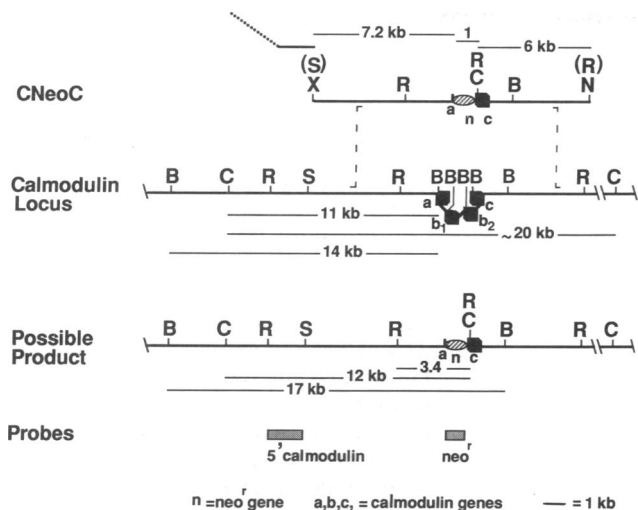 7.2 kb 1 6 kb
(S) R (R)
CNeoC X R C B N
a n c
B C R S R BBBB B R C
Calmodulin
Locus
a c
b1 b2
11 kb
~20 kb
14 kb
R
B C R S R C B R C
Possible
Product
a n c
3.4
12 kb
17 kb
Probes
5' calmodulin neo r
n =neo r gene a,b,c, = calmodulin genes — = 1 kb